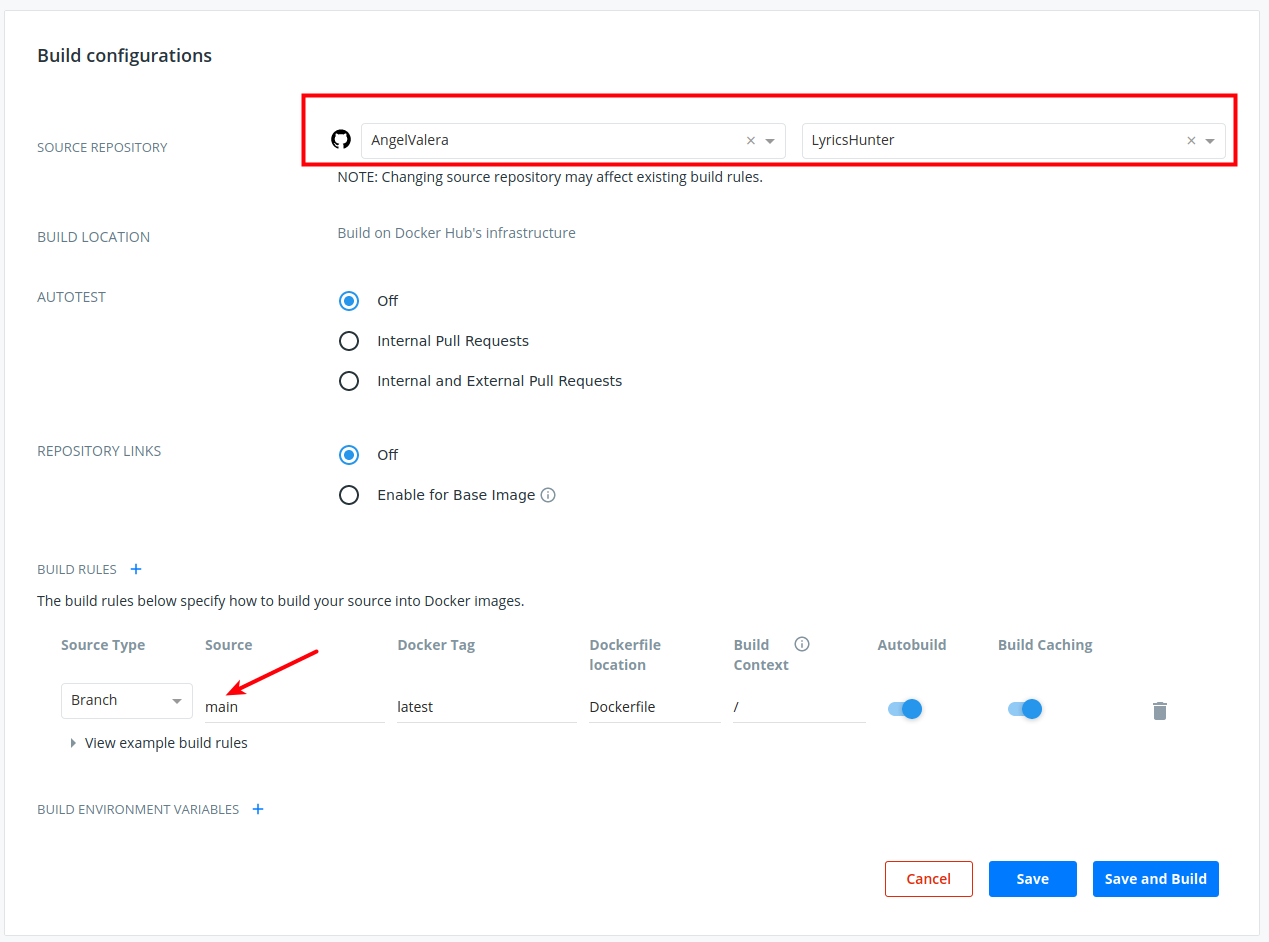 Build configurations
SOURCE REPOSITORY
AngelValera × LyricsHunter ×
NOTE: Changing source repository may affect existing build rules.
BUILD LOCATION
Build on Docker Hub's infrastructure
AUTOTEST
Off
Internal Pull Requests
Internal and External Pull Requests
REPOSITORY LINKS
Off
Enable for Base Image
BUILD RULES +
The build rules below specify how to build your source into Docker images.
Source Type Source Docker Tag Dockerfile location Build Context Autobuild Build Caching
Branch main latest Dockerfile /
View example build rules
BUILD ENVIRONMENT VARIABLES +
Cancel Save Save and Build